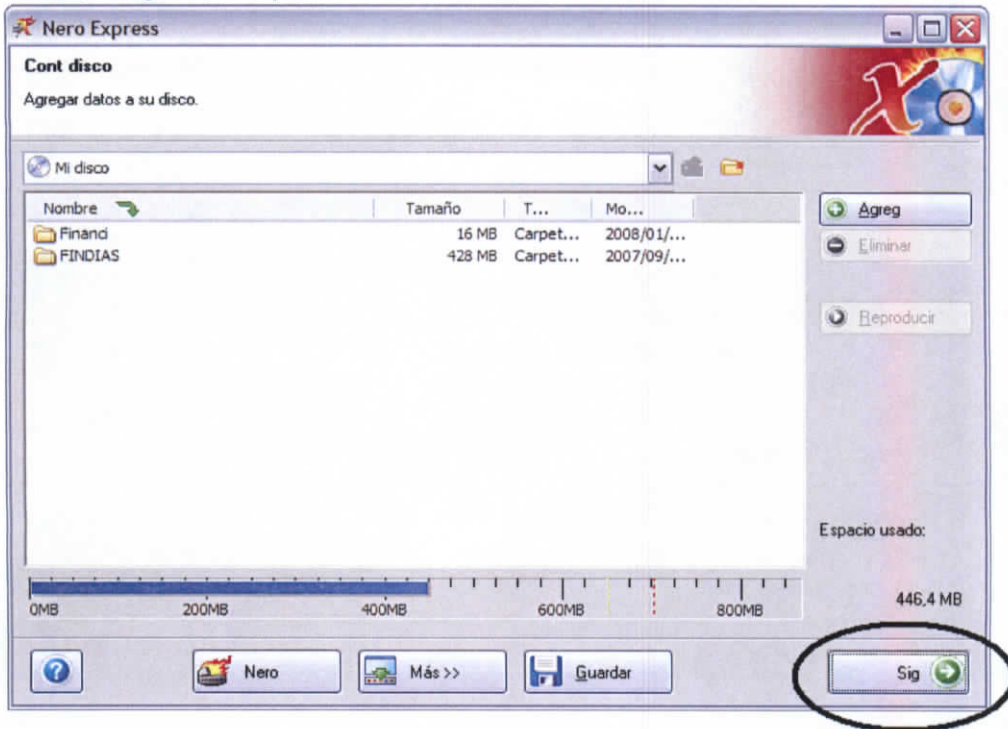 Nero Express
Cont disco
Agregar datos a su disco.
Mi disco
Nombre Tamaño T... Mo...
Financi 16 MB Carpet... 2008/01/...
FINDIAS 428 MB Carpet... 2007/09/...
Agreg
Eliminar
Reproducir
Espacio usado:
446,4 MB
0MB 200MB 400MB 600MB 800MB
Nero Más >> Guardar Sig